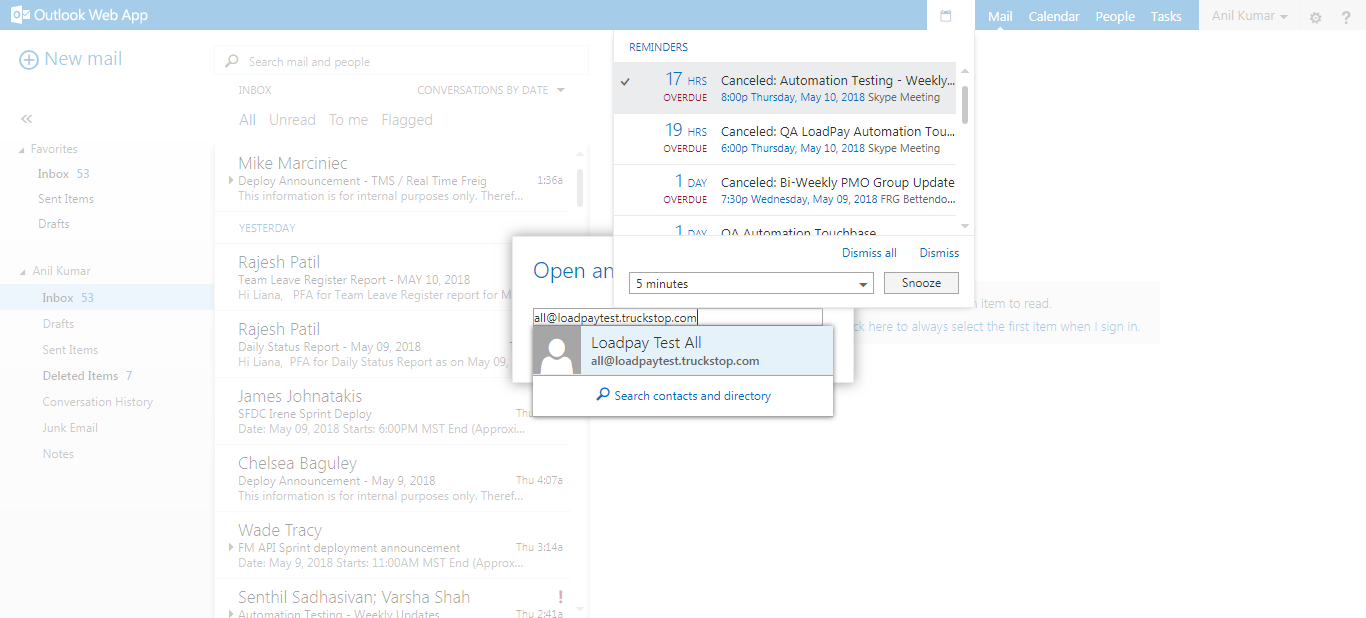 Outlook Web App
Mail Calendar People Tasks Anil Kumar ?
New mail
Favorites
Inbox 53
Sent Items
Drafts
Anil Kumar
Inbox 53
Drafts
Sent Items
Deleted Items 7
Conversation History
Junk Email
Notes
Search mail and people
INBOX CONVERSATIONS BY DATE
All Unread To me Flagged
Mike Marciniec
Deploy Announcement - TMS / Real Time Freig 1:36a
This information is for internal purposes only. Theref...
YESTERDAY
Rajesh Patil
Team Leave Register Report - MAY 10, 2018
Hi Liana, PFA for Team Leave Register report for M
Rajesh Patil
Daily Status Report - May 10, 2018
Hi Liana, PFA for Daily Status Report as on May 09,
James Johnatakis
SFDC Irene Sprint Deploy Thu
Date: May 09, 2018 Starts: 6:00PM MST End (Approxi...
Chelsea Baguley
Deploy Announcement - May 9, 2018 Thu 4:07a
This information is for internal purposes only. Theref...
Wade Tracy
FM API Sprint deployment announcement Thu 3:14a
Date: May 9, 2018 Starts: 11:00AM MST End (Approx...
Senthil Sadhasivan; Varsha Shah !
Automation Testing - Weekly Updates Thu 2:41a
REMINDERS
17 HRS Canceled: Automation Testing - Weekly...
OVERDUE 8:00p Thursday, May 10, 2018 Skype Meeting
19 HRS Canceled: QA LoadPay Automation Tou...
OVERDUE 6:00p Thursday, May 10, 2018 Skype Meeting
1 DAY Canceled: Bi-Weekly PMO Group Update
OVERDUE 7:30p Wednesday, May 09, 2018 FRG Bettendo...
1 DAY QA Automation Touchbase
Dismiss all Dismiss
5 minutes Snooze
Open an
all@loadpaytest.truckstop.com
Loadpay Test All
all@loadpaytest.truckstop.com
Search contacts and directory
item to read.
here to always select the first item when I sign in.